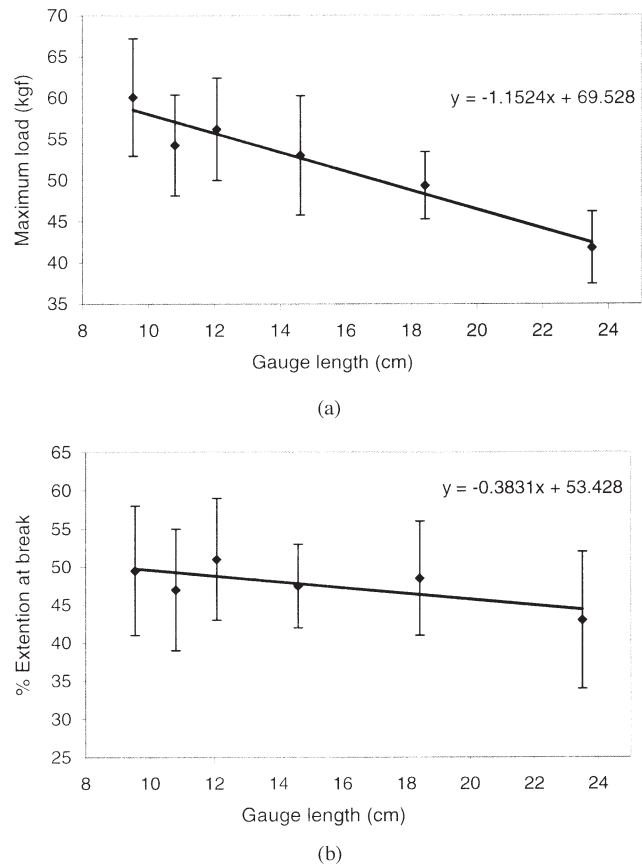 70
65
60
55
50
45
40
35
Maximum load (kgf)
y = -1.1524x + 69.528
8 10 12 14 16 18 20 22 24
Gauge length (cm)
(a)
65
60
55
50
45
40
35
30
25
% Extention at break
y = -0.3831x + 53.428
8 10 12 14 16 18 20 22 24
Gauge length (cm)
(b)